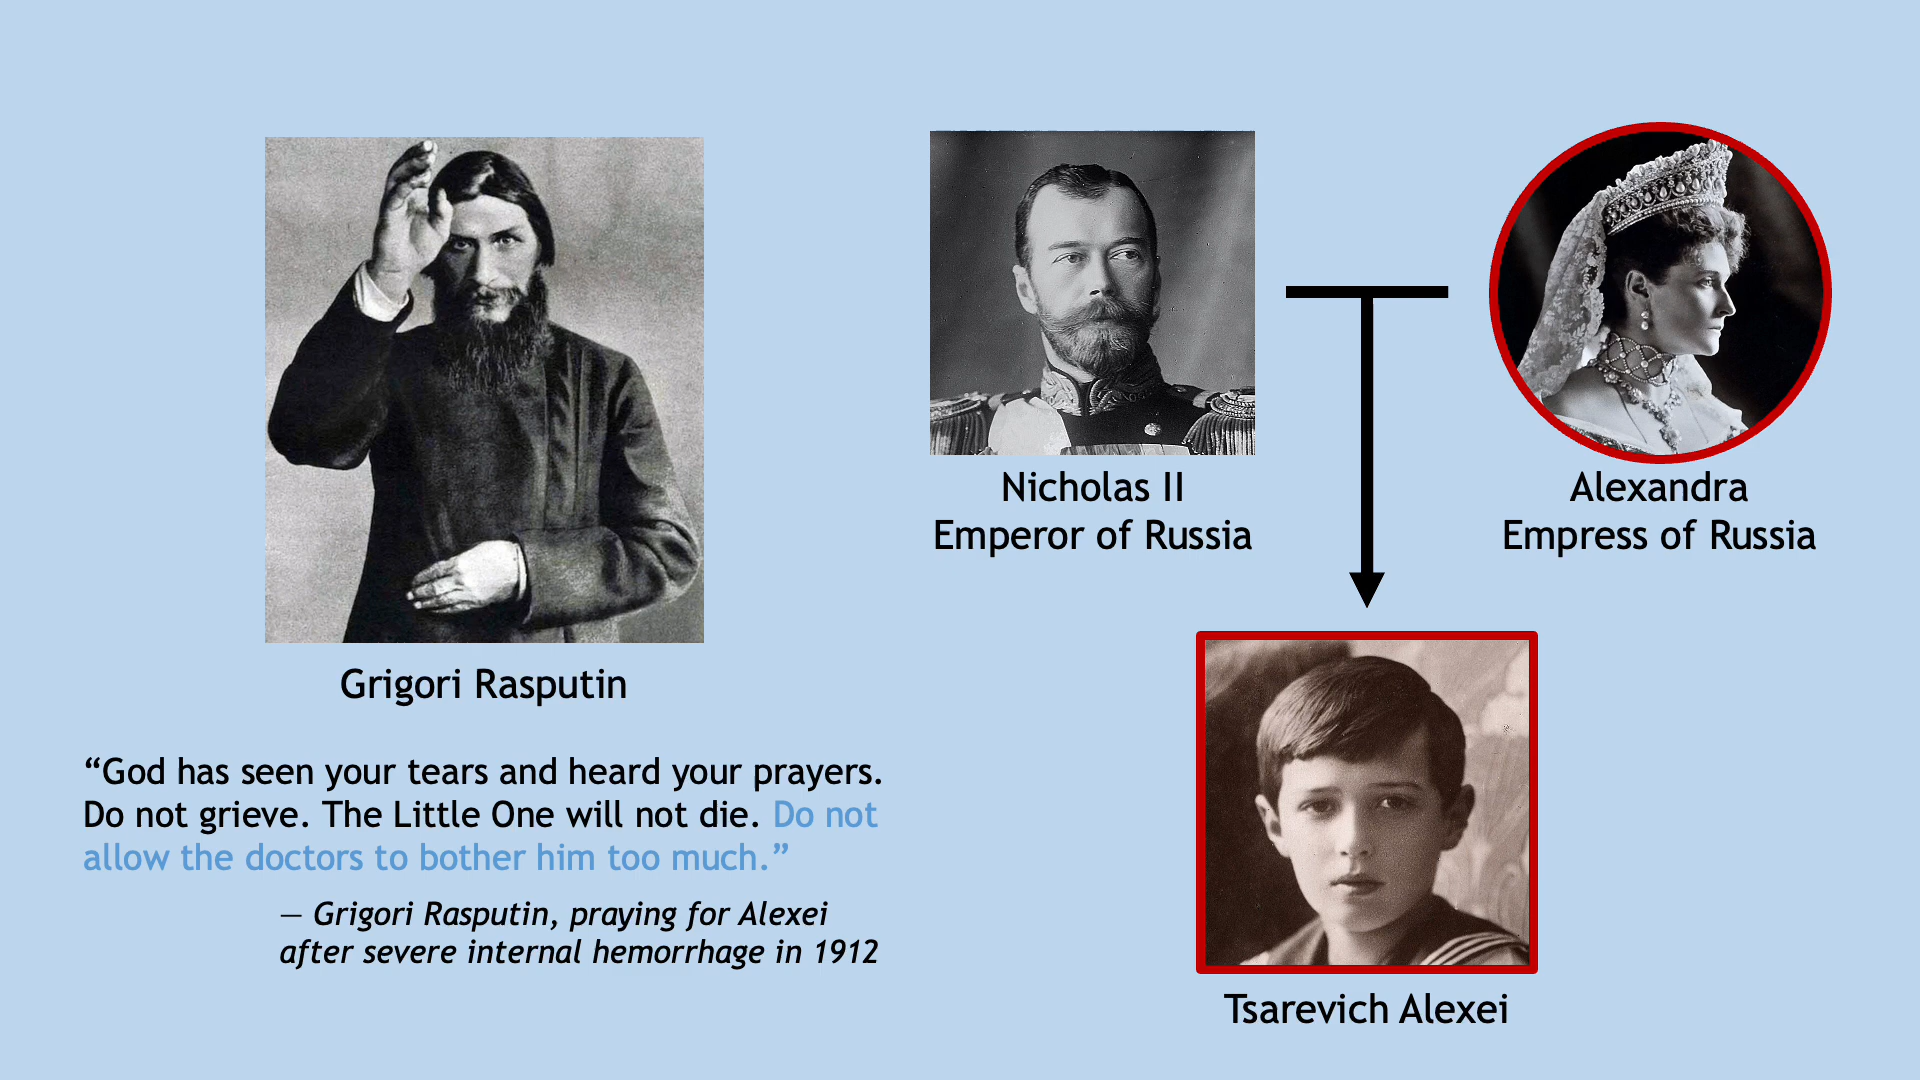 Grigori Rasputin
“God has seen your tears and heard your prayers.
Do not grieve. The Little One will not die. Do not
allow the doctors to bother him too much.”
— Grigori Rasputin, praying for Alexei
after severe internal hemorrhage in 1912
Nicholas II
Emperor of Russia
Alexandra
Empress of Russia
Tsarevich Alexei